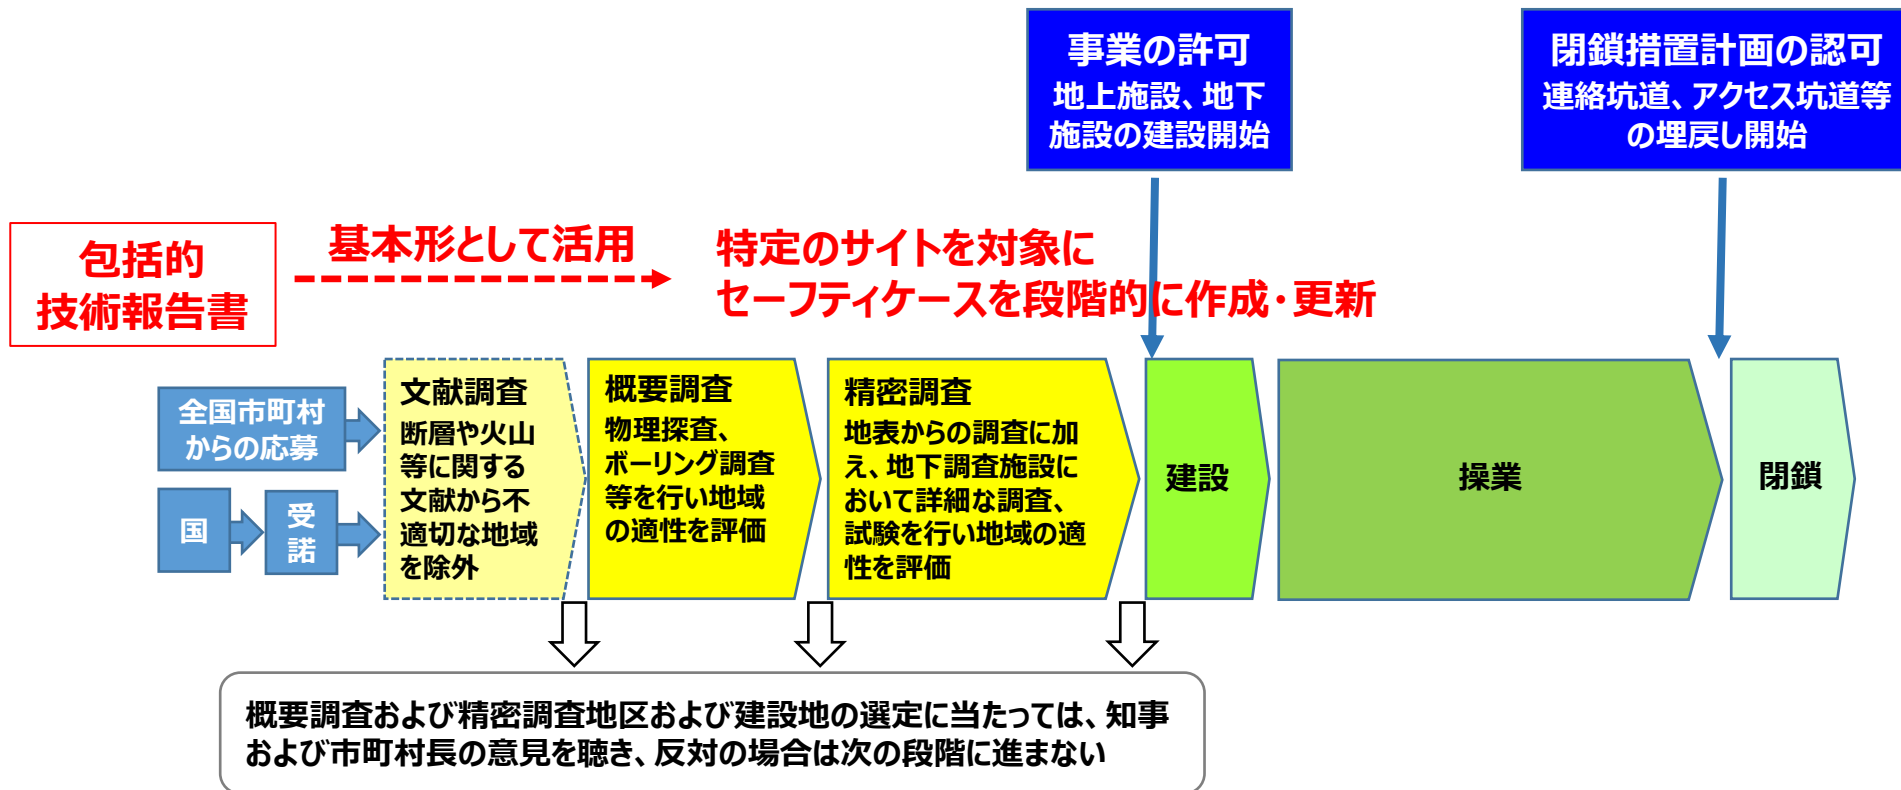 事業の許可
地上施設、地下
施設の建設開始
閉鎖措置計画の認可
連絡坑道、アクセス坑道等
の埋戻し開始
包括的
技術報告書
基本形として活用
特定のサイトを対象に
セーフティケースを段階的に作成・更新
全国市町村
からの応募
国
受
諾
文献調査
断層や火山
等に関する
文献から不
適切な地域
を除外
概要調査
物理探査、
ボーリング調査
等を行い地域
の適性を評価
精密調査
地表からの調査に加
え、地下調査施設に
おいて詳細な調査、
試験を行い地域の適
性を評価
建設
操業
閉鎖
概要調査および精密調査地区および建設地の選定に当たっては、知事
および市町村長の意見を聴き、反対の場合は次の段階に進まない